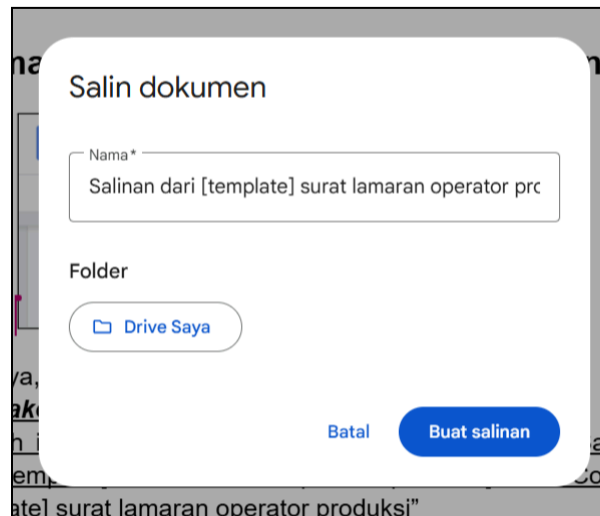 Salin dokumen
Nama*
Salinan dari [template] surat lamaran operator pro
Folder
Drive Saya
ya,
Batal
Buat salinan
ate] surat lamaran operator produksi"